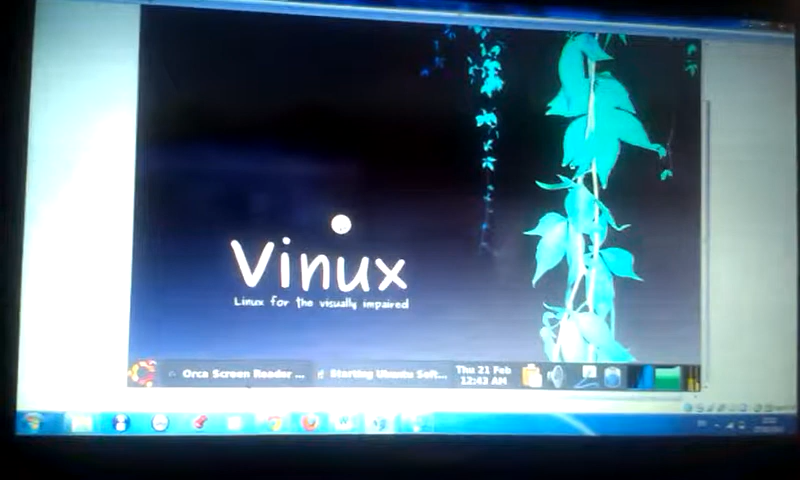 Vinux
Linux for the visually impaired
Orca Screen Reader ...
Starting Ubuntu Soft...
Thu 21 Feb
12:43 AM